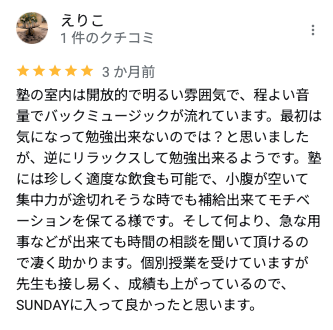 えりこ
1 件のクチコミ
3 か月前
塾の室内は開放的で明るい雰囲気で、程よい音
量でバックミュージックが流れています。最初は
気になって勉強出来ないのでは？と思いました
が、逆にリラックスして勉強出来るようです。塾
には珍しく適度な飲食も可能で、小腹が空いて
集中力が途切れそうな時でも補給出来てモチベ
ーションを保てる様です。そして何より、急な用
事などが出来ても時間の相談を聞いて頂けるの
で凄く助かります。個別授業を受けていますが
先生も接し易く、成績も上がっているので、
SUNDAYに入って良かったと思います。